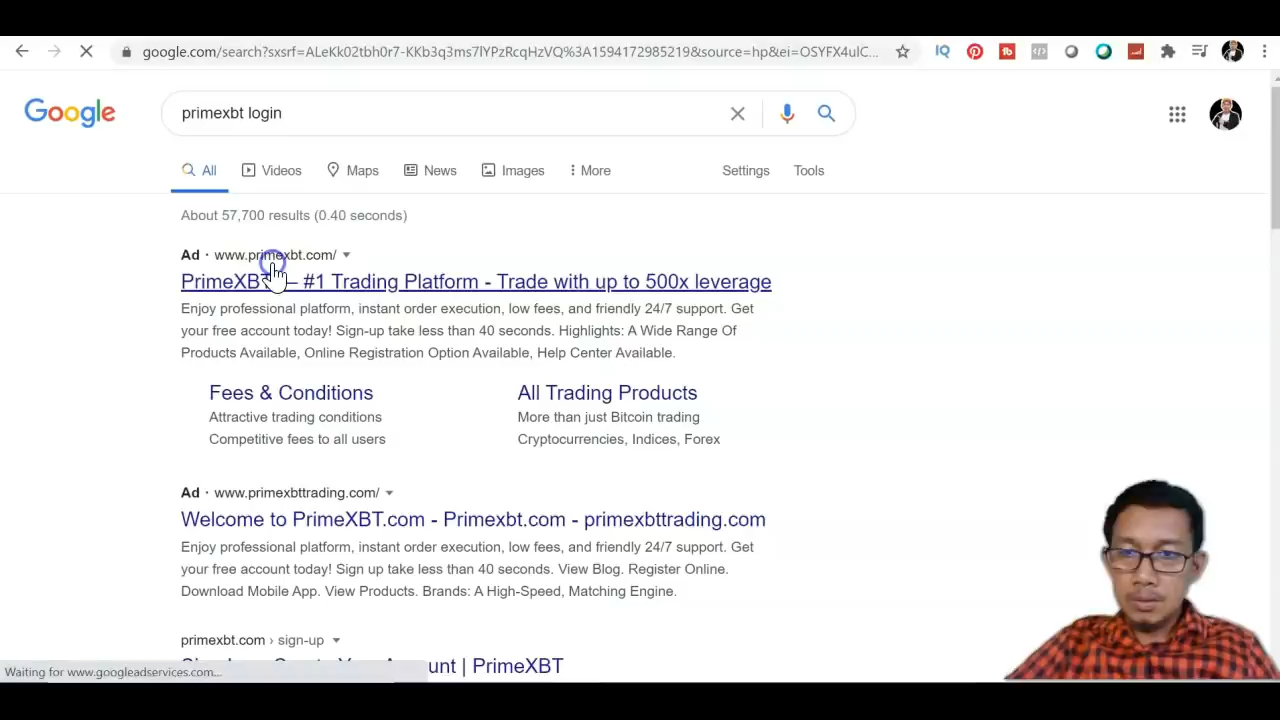 google.com/search?sxsrf=ALeKk02tbh0r7-KKb3q3ms7lYPzRcqHzVQ%3A1594172985219&source=hp&ei=OSYFX4ulC...
Google
primexbt login
All
Videos
Maps
News
Images
More
Settings
Tools
About 57,700 results (0.40 seconds)
Ad · www.primexbt.com/
PrimeXBT – #1 Trading Platform - Trade with up to 500x leverage
Enjoy professional platform, instant order execution, low fees, and friendly 24/7 support. Get
your free account today! Sign-up take less than 40 seconds. Highlights: A Wide Range Of
Products Available, Online Registration Option Available, Help Center Available.
Fees & Conditions
Attractive trading conditions
Competitive fees to all users
All Trading Products
More than just Bitcoin trading
Cryptocurrencies, Indices, Forex
Ad · www.primexbttrading.com/
Welcome to PrimeXBT.com - Primexbt.com - primexbttrading.com
Enjoy professional platform, instant order execution, low fees, and friendly 24/7 support. Get
your free account today! Sign up take less than 40 seconds. View Blog. Register Online.
Download Mobile App. View Products. Brands: A High-Speed, Matching Engine.
primexbt.com › sign-up
Account | PrimeXBT
Waiting for www.googleadservices.com...